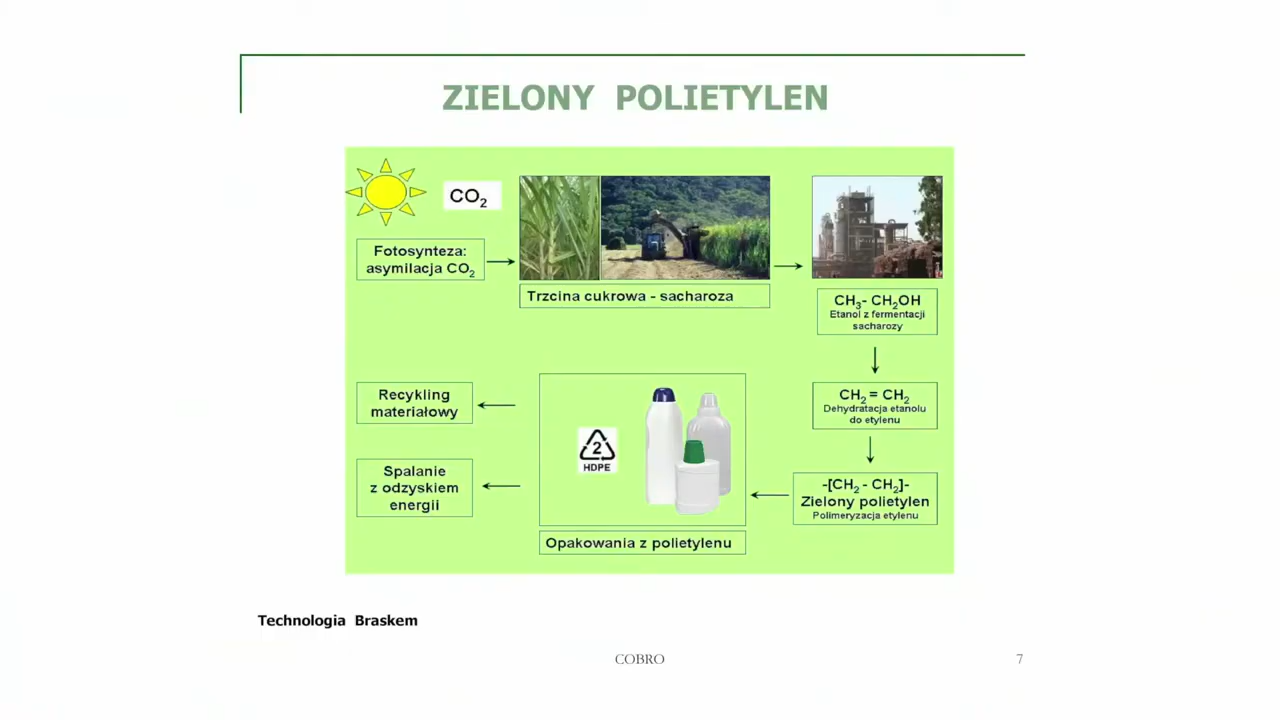 ZIELONY POLIETYLEN
CO₂
Fotosynteza:
asymilacja CO₂
Trzcina cukrowa - sacharoza
CH₃- CH₂OH
Etanol z fermentacji
sacharozy
CH₂ = CH₂
Dehydratacja etanolu
do etylenu
-[CH₂ - CH₂]-
Zielony polietylen
Polimeryzacja etylenu
2
HDPE
Opakowania z polietylenu
Recykling
materiałowy
Spalanie
z odzyskiem
energii
Technologia Braskem
COBRO
7